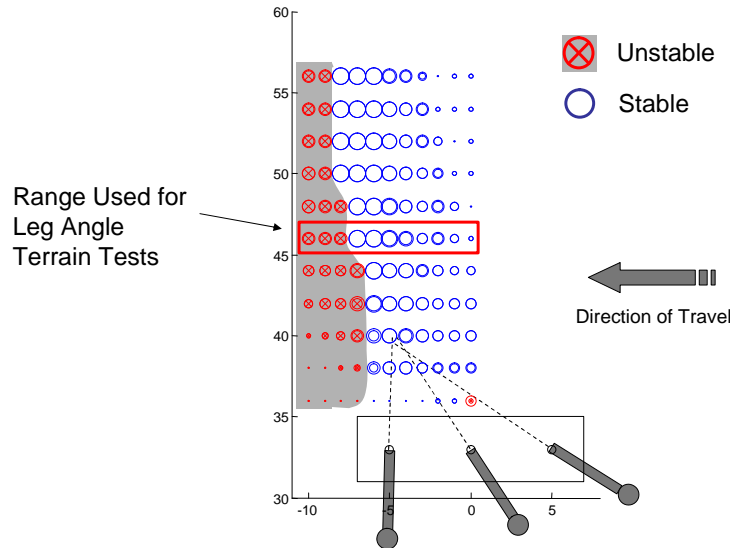 Unstable
Stable
Range Used for
Leg Angle
Terrain Tests
Direction of Travel
60
55
50
45
40
35
30
-10
-5
0
5